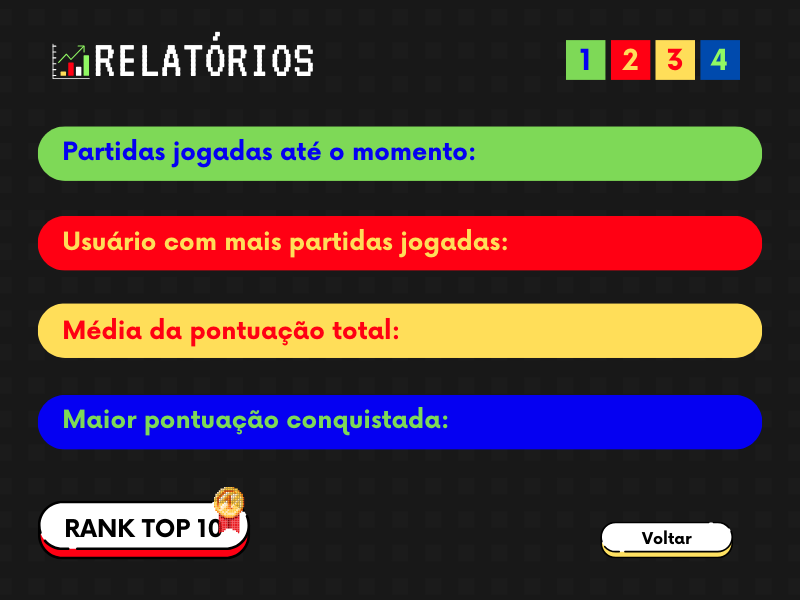 RELATÓRIOS
1 2 3 4
Partidas jogadas até o momento:
Usuário com mais partidas jogadas:
Média da pontuação total:
Maior pontuação conquistada:
RANK TOP 10
Voltar